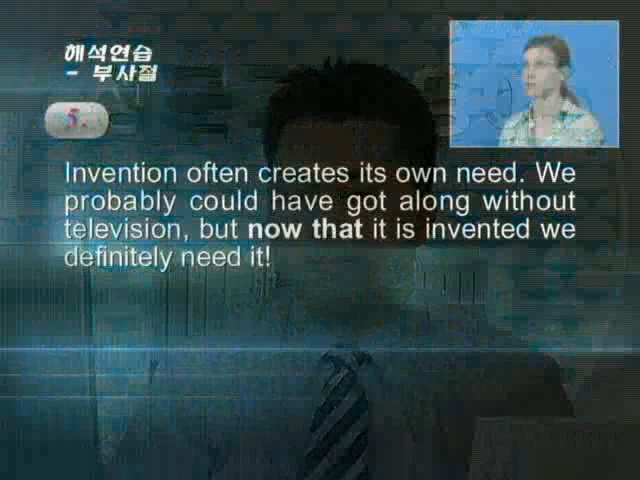 해석연습
- 부사절
5.
Invention often creates its own need. We
probably could have got along without
television, but now that it is invented we
definitely need it!